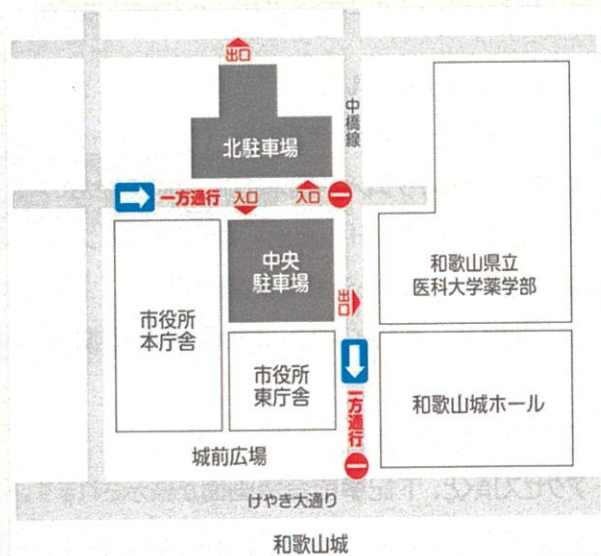 出口
中橋線
北駐車場
一方通行
入口
入口
中央
駐車場
和歌山県立
医科大学薬学部
出口
市役所
本庁舎
市役所
東庁舎
一方通行
和歌山城ホール
城前広場
けやき大通り
和歌山城